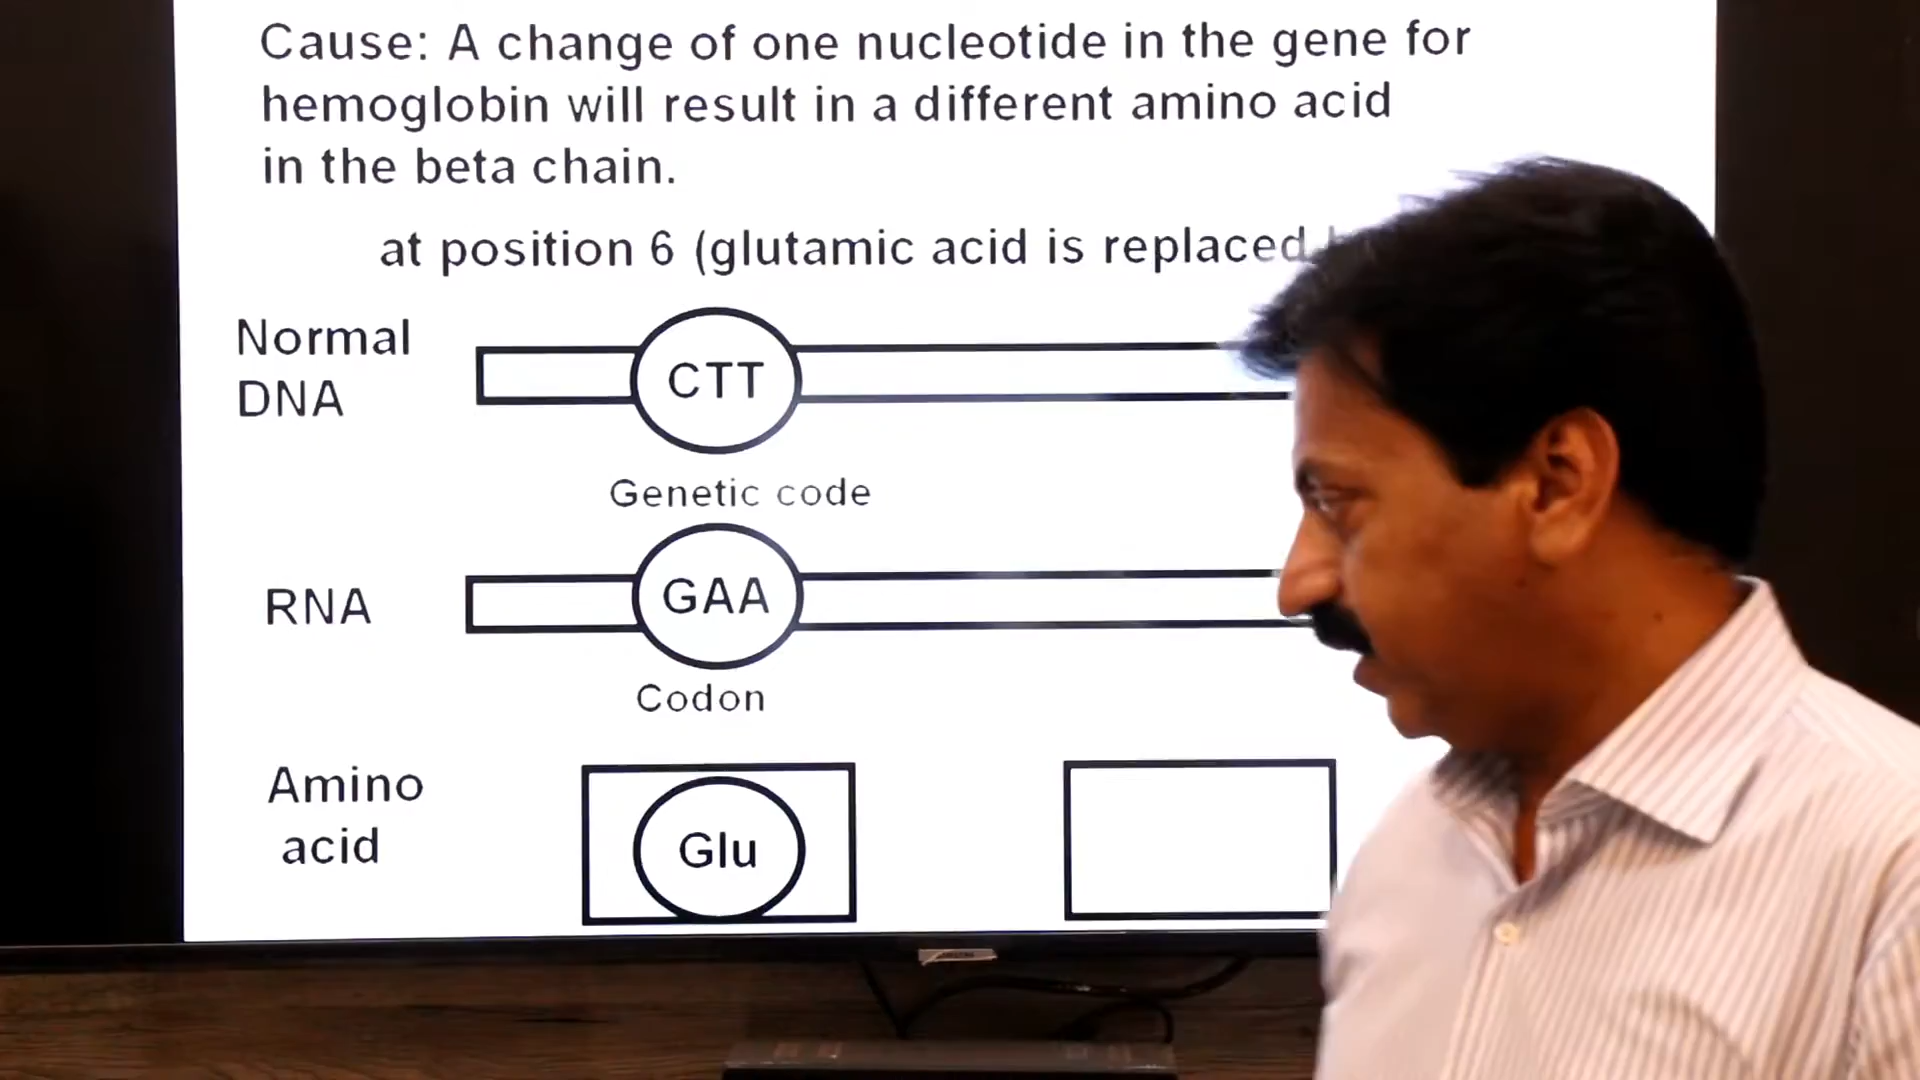 Cause: A change of one nucleotide in the gene for
hemoglobin will result in a different amino acid
in the beta chain.
at position 6 (glutamic acid is replaced
Normal
DNA
CTT
Genetic code
RNA
GAA
Codon
Amino
acid
Glu